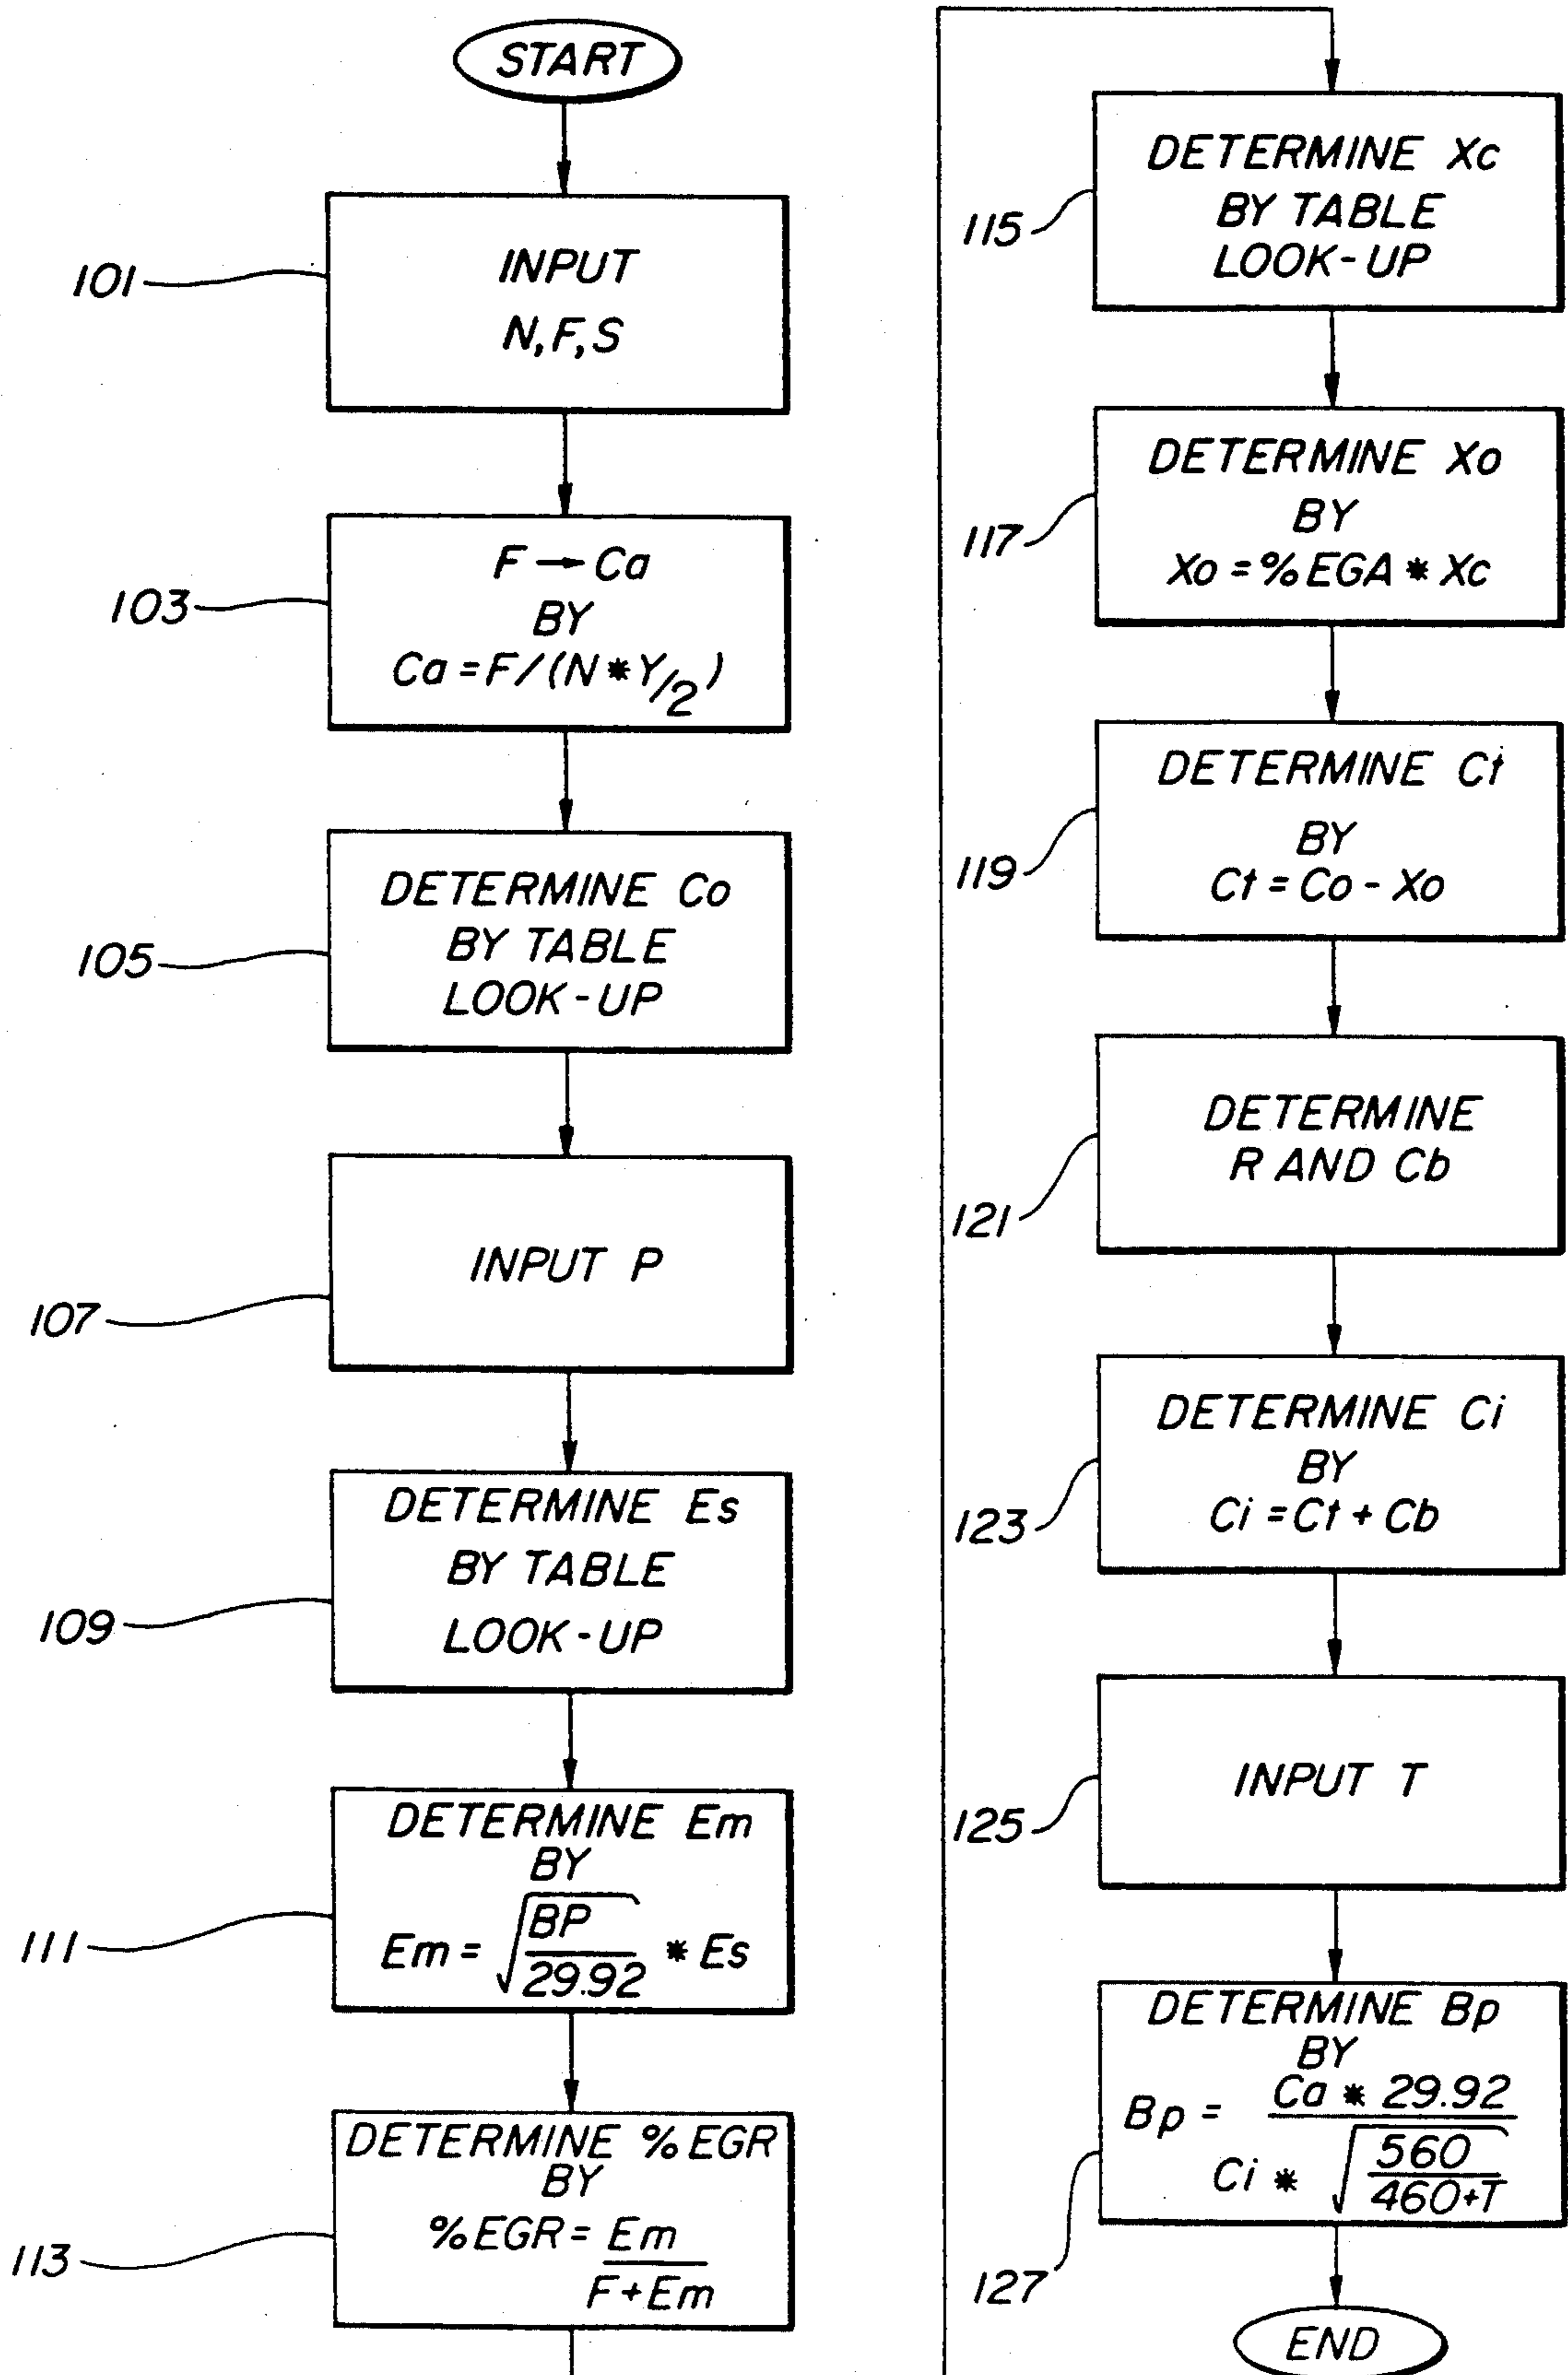 START
101
INPUT
N, F, S
103
F → Ca
BY
Ca = F/(N * Y/2)
105
DETERMINE Co
BY TABLE
LOOK-UP
107
INPUT P
109
DETERMINE Es
BY TABLE
LOOK-UP
111
DETERMINE Em
BY
Em = √(BP/29.92) * Es
113
DETERMINE % EGR
BY
% EGR = Em/(F + Em)
115
DETERMINE Xc
BY TABLE
LOOK-UP
117
DETERMINE Xo
BY
Xo = % EGA * Xc
119
DETERMINE Ct
BY
Ct = Co - Xo
121
DETERMINE
R AND Cb
123
DETERMINE Ci
BY
Ci = Ct + Cb
125
INPUT T
127
DETERMINE Bp
BY
Bp = Ca * 29.92/(Ci * √(560/(460+T)))
END